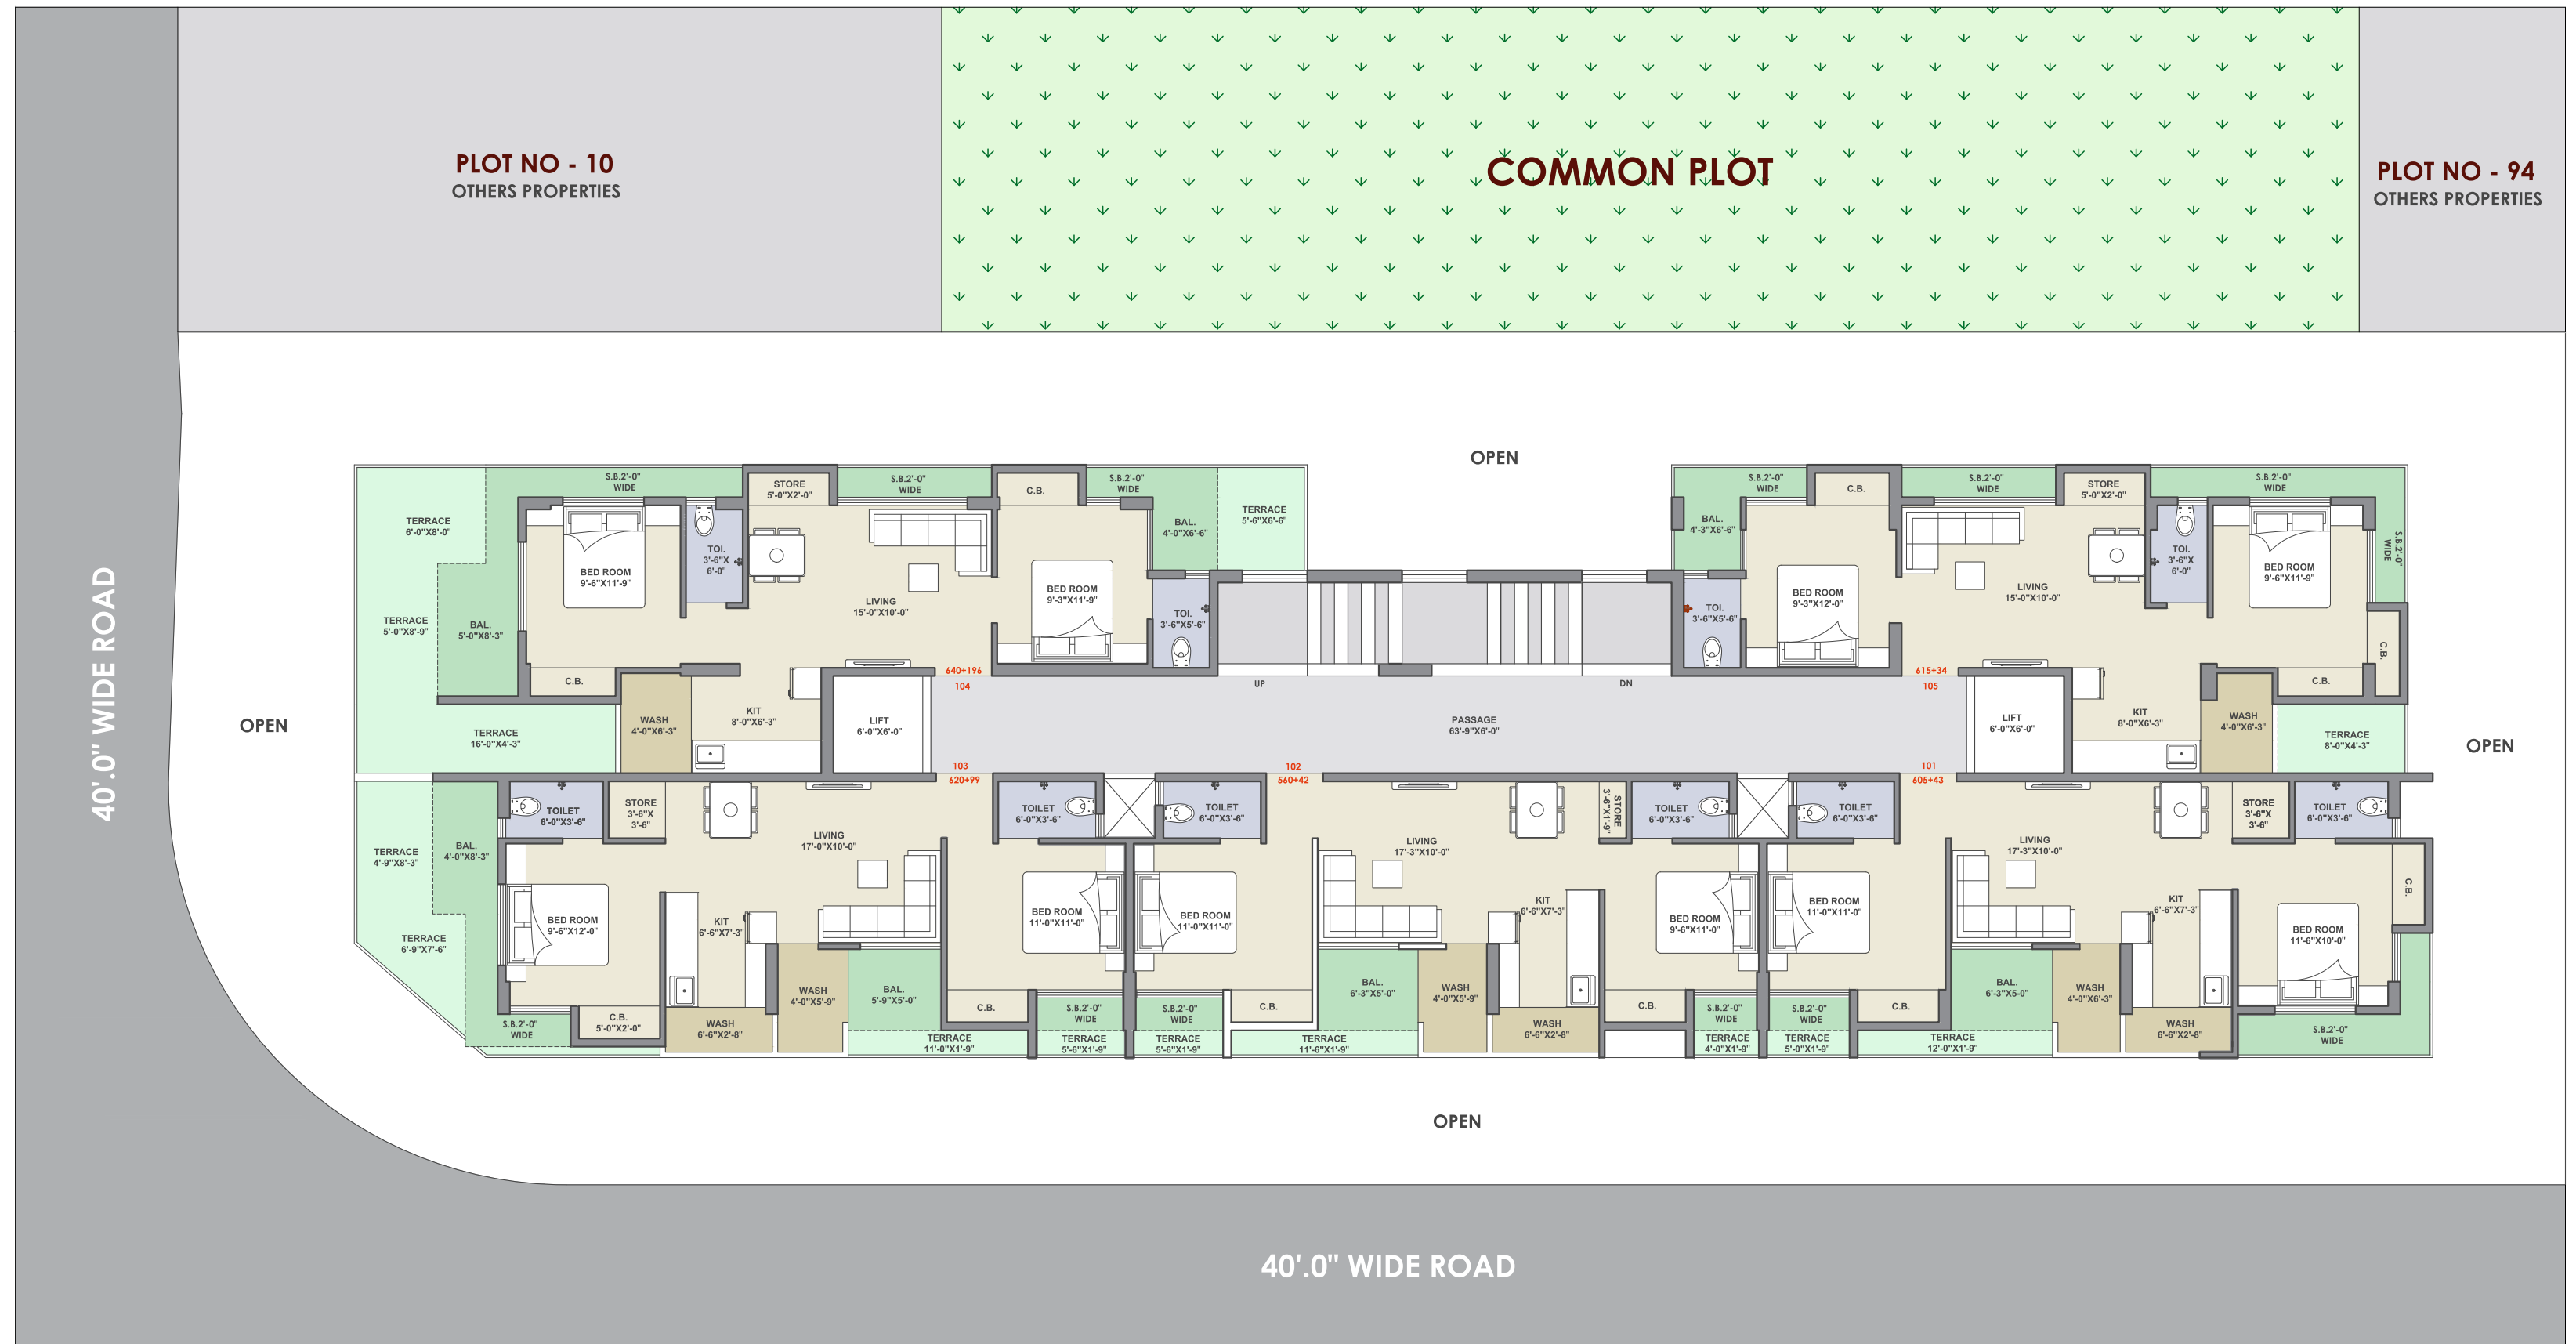 PLOT NO - 10
OTHERS PROPERTIES
COMMON PLOT
PLOT NO - 94
OTHERS PROPERTIES
40'.0" WIDE ROAD
OPEN
OPEN
OPEN
TERRACE
6'-0"X8'-0"
S.B.2'-0"
WIDE
STORE
5'-0"X2'-0"
S.B.2'-0"
WIDE
C.B.
S.B.2'-0"
WIDE
BAL.
4'-0"X6'-6"
TERRACE
5'-6"X6'-6"
TERRACE
5'-0"X8'-9"
BAL.
5'-0"X8'-3"
BED ROOM
9'-6"X11'-9"
TOI.
3'-6"X
6'-0"
LIVING
15'-0"X10'-0"
BED ROOM
9'-3"X11'-9"
TOI.
3'-6"X5'-6"
C.B.
TERRACE
16'-0"X4'-3"
WASH
4'-0"X6'-3"
KIT
8'-0"X6'-3"
LIFT
6'-0"X6'-0"
640+196
104
UP
DN
PASSAGE
63'-9"X6'-0"
S.B.2'-0"
WIDE
C.B.
S.B.2'-0"
WIDE
STORE
5'-0"X2'-0"
S.B.2'-0"
WIDE
BAL.
4'-3"X6'-6"
S.B.2'-0"
WIDE
TOI.
3'-6"X5'-6"
BED ROOM
9'-3"X12'-0"
LIVING
15'-0"X10'-0"
TOI.
3'-6"X
6'-0"
BED ROOM
9'-6"X11'-9"
C.B.
C.B.
615+34
105
LIFT
6'-0"X6'-0"
KIT
8'-0"X6'-3"
WASH
4'-0"X6'-3"
TERRACE
8'-0"X4'-3"
103
620+99
102
560+42
101
605+43
TERRACE
4'-9"X8'-3"
BAL.
4'-0"X8'-3"
TOILET
6'-0"X3'-6"
STORE
3'-6"X
3'-6"
LIVING
17'-0"X10'-0"
TOILET
6'-0"X3'-6"
TERRACE
6'-9"X7'-6"
BED ROOM
9'-6"X12'-0"
KIT
6'-6"X7'-3"
BED ROOM
11'-0"X11'-0"
WASH
4'-0"X5'-9"
BAL.
5'-9"X5'-0"
C.B.
S.B.2'-0"
WIDE
C.B.
5'-0"X2'-0"
WASH
6'-6"X2'-8"
TERRACE
11'-0"X1'-9"
S.B.2'-0"
WIDE
TERRACE
5'-6"X1'-9"
TOILET
6'-0"X3'-6"
LIVING
17'-3"X10'-0"
STORE
3'-6"X1'-9"
TOILET
6'-0"X3'-6"
BED ROOM
11'-0"X11'-0"
KIT
6'-6"X7'-3"
BED ROOM
9'-6"X11'-0"
S.B.2'-0"
WIDE
C.B.
BAL.
6'-3"X5'-0"
WASH
4'-0"X5'-9"
C.B.
S.B.2'-0"
WIDE
TERRACE
5'-6"X1'-9"
TERRACE
11'-6"X1'-9"
WASH
6'-6"X2'-8"
TERRACE
4'-0"X1'-9"
TOILET
6'-0"X3'-6"
LIVING
17'-3"X10'-0"
STORE
3'-6"X
3'-6"
TOILET
6'-0"X3'-6"
BED ROOM
11'-0"X11'-0"
KIT
6'-6"X7'-3"
C.B.
BED ROOM
11'-6"X10'-0"
S.B.2'-0"
WIDE
C.B.
BAL.
6'-3"X5-0"
WASH
4'-0"X6'-3"
TERRACE
5'-0"X1'-9"
TERRACE
12'-0"X1'-9"
WASH
6'-6"X2'-8"
S.B.2'-0"
WIDE
OPEN
40'.0" WIDE ROAD